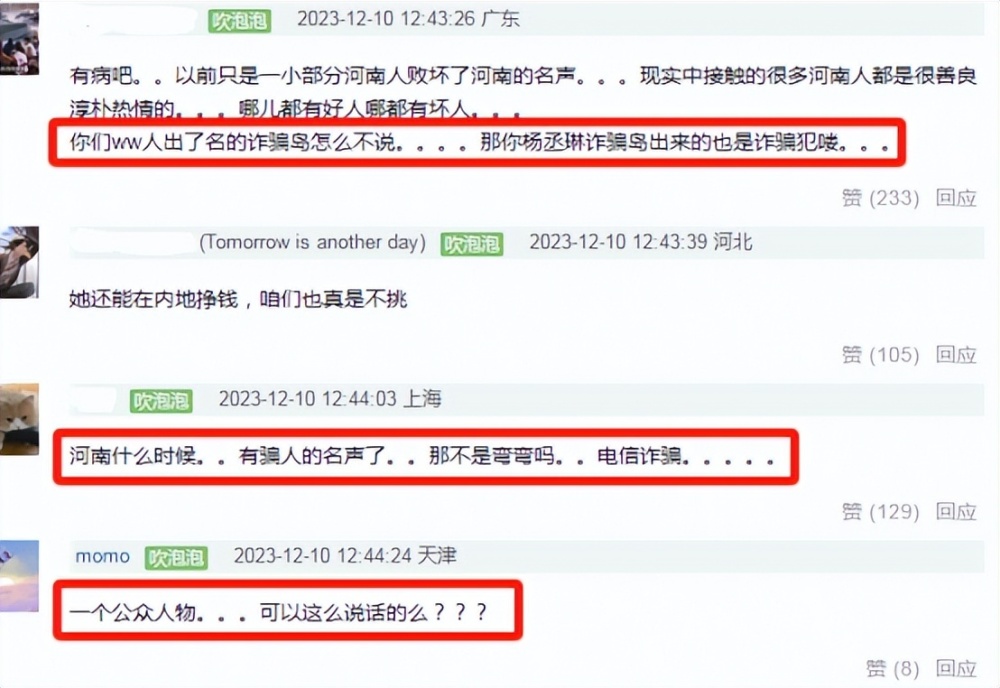 吹泡泡 2023-12-10 12:43:26 广东
有病吧。。以前只是一小部分河南人败坏了河南的名声。。。现实中接触的很多河南人都是很善良
淳朴热情的。。。哪儿都有好人哪都有坏人。。。
你们ww人出了名的诈骗岛怎么不说。。。。那你杨丞琳诈骗岛出来的也是诈骗犯喽。。。
赞 (233) 回应
(Tomorrow is another day) 吹泡泡 2023-12-10 12:43:39 河北
她还能在内地挣钱，咱们也真是不挑
赞 (105) 回应
吹泡泡 2023-12-10 12:44:03 上海
河南什么时候。。有骗人的名声了。。那不是弯弯吗。。电信诈骗。。。。。
赞 (129) 回应
momo 吹泡泡 2023-12-10 12:44:24 天津
一个公众人物。。。可以这么说话的么？？？
赞 (8) 回应